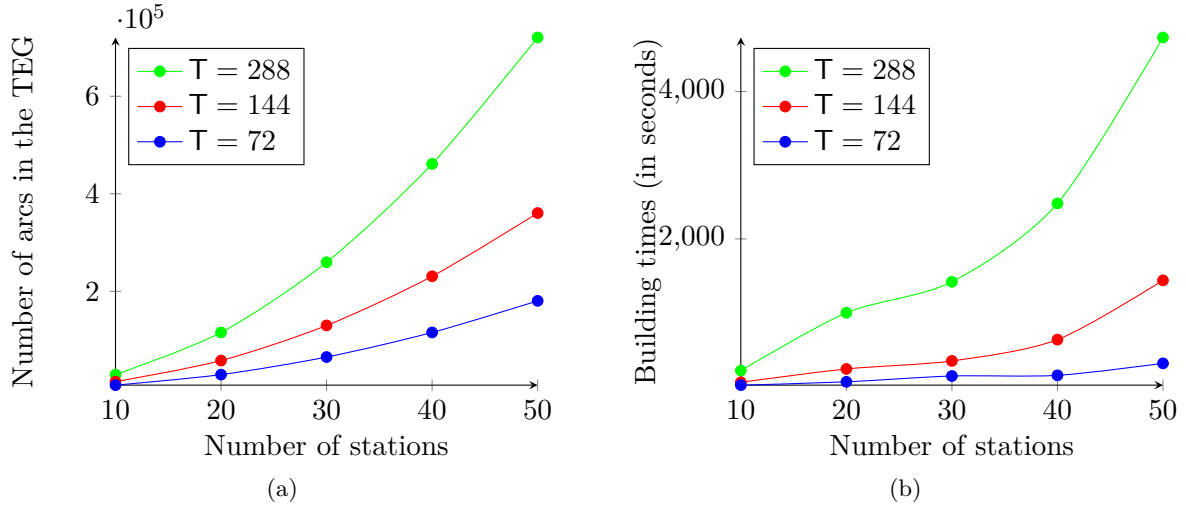 ·10⁵
Number of arcs in the TEG
T = 288
T = 144
T = 72
6
4
2
10 20 30 40 50
Number of stations
(a)
Building times (in seconds)
T = 288
T = 144
T = 72
4,000
2,000
10 20 30 40 50
Number of stations
(b)